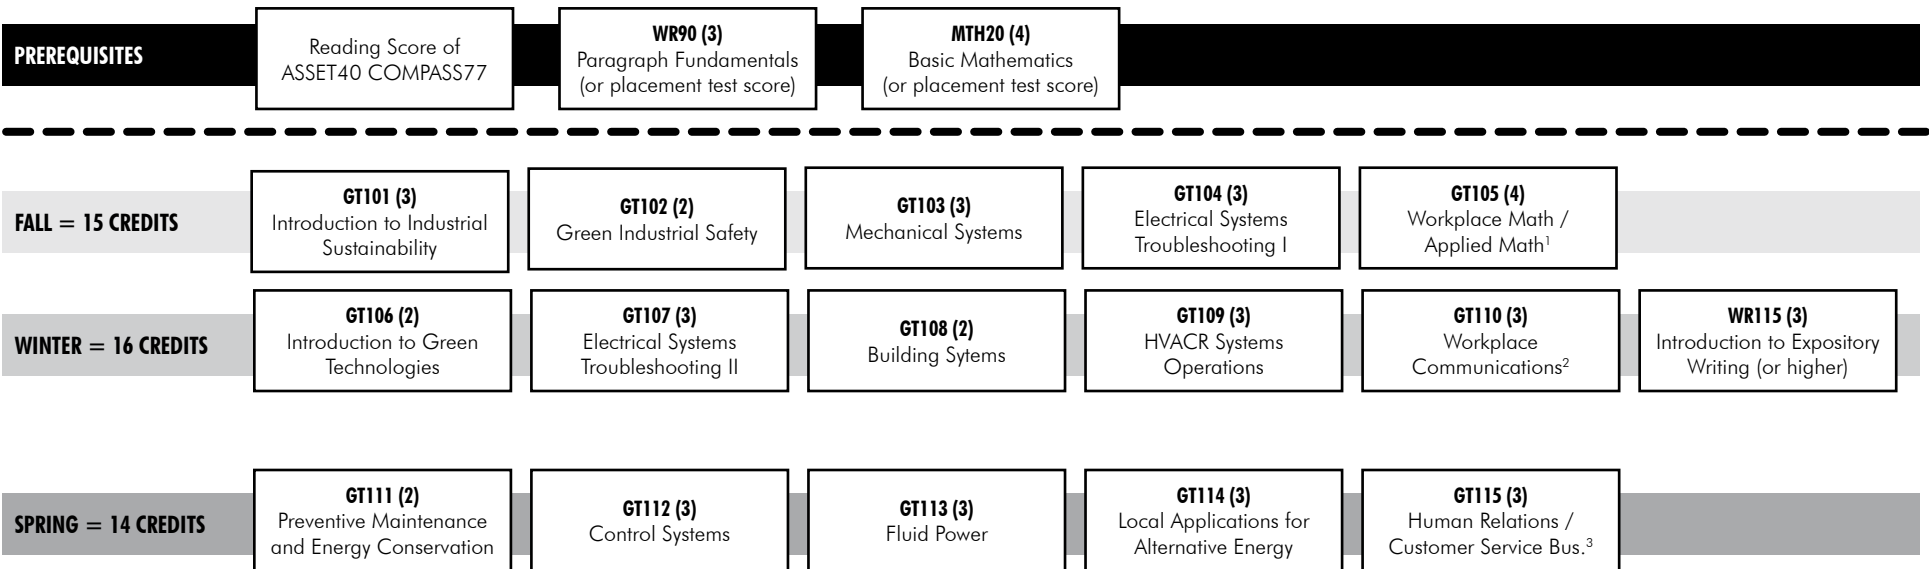 PREREQUISITES
Reading Score of
ASSET40 COMPASS77
WR90 (3)
Paragraph Fundamentals
(or placement test score)
MTH20 (4)
Basic Mathematics
(or placement test score)
FALL = 15 CREDITS
GT101 (3)
Introduction to Industrial
Sustainability
GT102 (2)
Green Industrial Safety
GT103 (3)
Mechanical Systems
GT104 (3)
Electrical Systems
Troubleshooting I
GT105 (4)
Workplace Math /
Applied Math¹
WINTER = 16 CREDITS
GT106 (2)
Introduction to Green
Technologies
GT107 (3)
Electrical Systems
Troubleshooting II
GT108 (2)
Building Sytems
GT109 (3)
HVACR Systems
Operations
GT110 (3)
Workplace
Communications²
WR115 (3)
Introduction to Expository
Writing (or higher)
SPRING = 14 CREDITS
GT111 (2)
Preventive Maintenance
and Energy Conservation
GT112 (3)
Control Systems
GT113 (3)
Fluid Power
GT114 (3)
Local Applications for
Alternative Energy
GT115 (3)
Human Relations /
Customer Service Bus.³